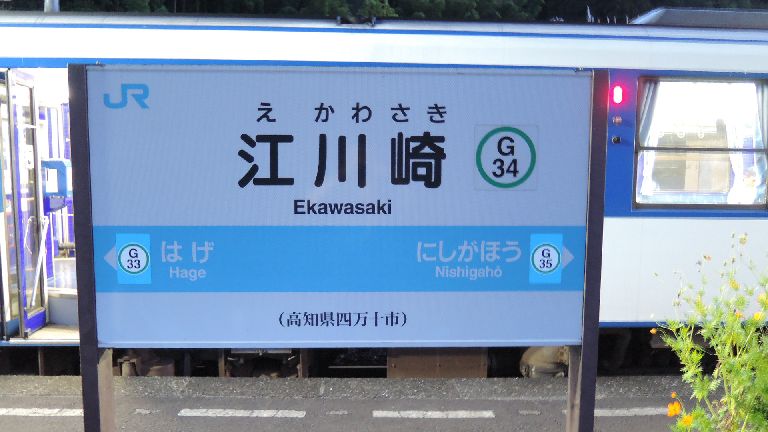 JR
えかわさき
江川崎
G
34
Ekawasaki
G
33
はげ
Hage
にしがほう
Nishigahō
G
35
(高知県四万十市)